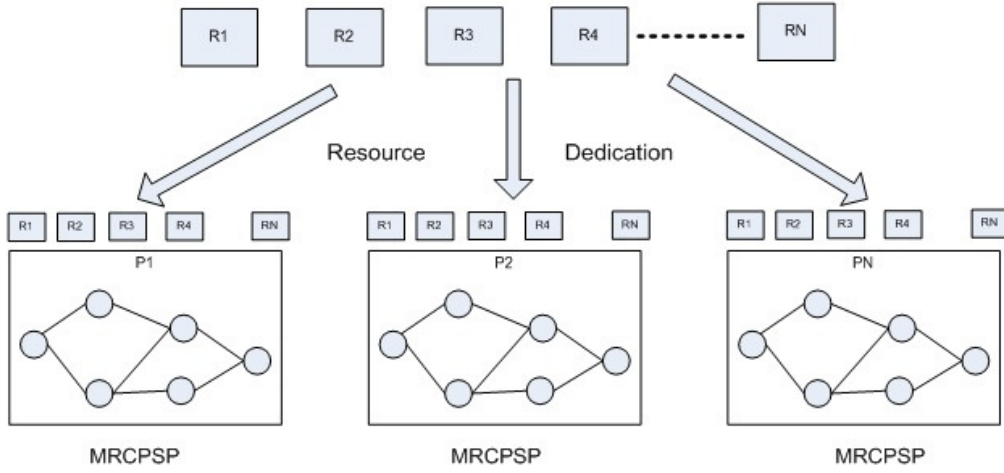 R1 R2 R3 R4 RN
Resource Dedication
R1 R2 R3 R4 RN R1 R2 R3 R4 RN R1 R2 R3 R4 RN
P1 P2 PN
MRCPSP MRCPSP MRCPSP